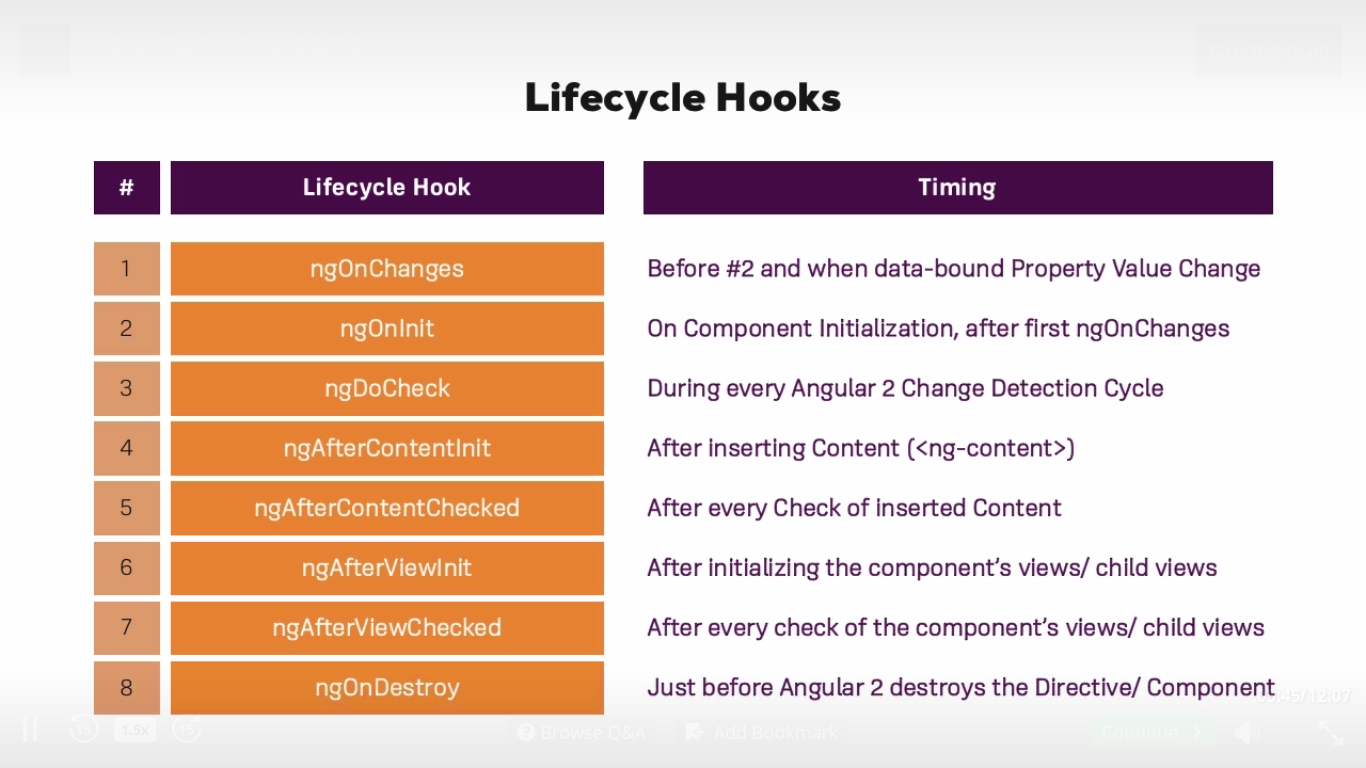 Lifecycle Hooks
# Lifecycle Hook Timing
1 ngOnChanges Before #2 and when data-bound Property Value Change
2 ngOnInit On Component Initialization, after first ngOnChanges
3 ngDoCheck During every Angular 2 Change Detection Cycle
4 ngAfterContentInit After inserting Content (<ng-content>)
5 ngAfterContentChecked After every Check of inserted Content
6 ngAfterViewInit After initializing the component's views/ child views
7 ngAfterViewChecked After every check of the component's views/ child views
8 ngOnDestroy Just before Angular 2 destroys the Directive/ Component
15 1.5x 15 Browse Q&A Add Bookmark Continue